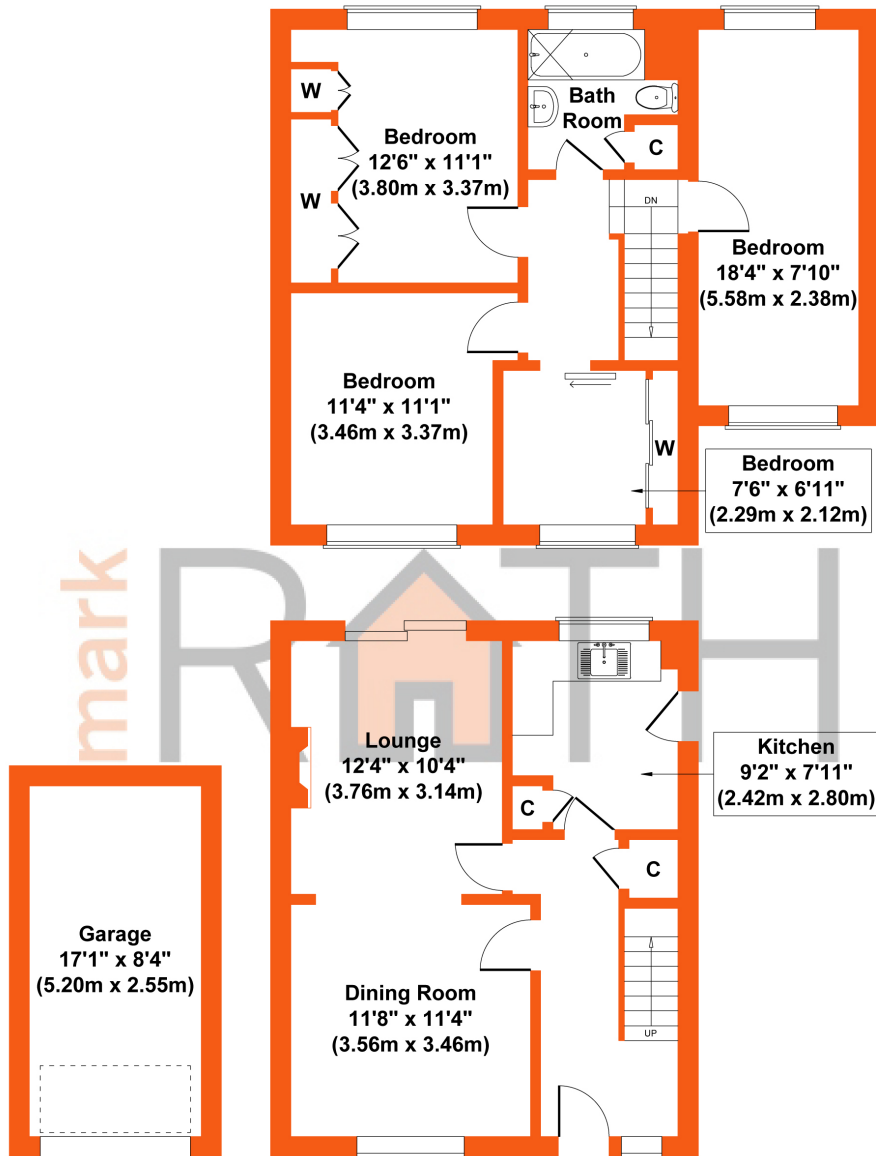 W
Bath
Room
Bedroom
12'6" x 11'1"
(3.80m x 3.37m)
C
W
DN
Bedroom
18'4" x 7'10"
(5.58m x 2.38m)
Bedroom
11'4" x 11'1"
(3.46m x 3.37m)
W
Bedroom
7'6" x 6'11"
(2.29m x 2.12m)
mark
RATH
Lounge
12'4" x 10'4"
(3.76m x 3.14m)
Kitchen
9'2" x 7'11"
(2.42m x 2.80m)
C
C
Garage
17'1" x 8'4"
(5.20m x 2.55m)
Dining Room
11'8" x 11'4"
(3.56m x 3.46m)
UP